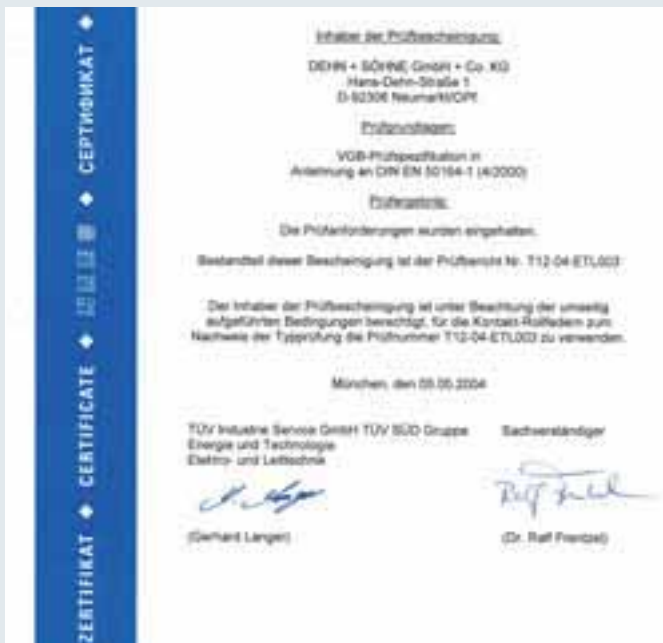 Inhaber der Prüfbescheinigung:
DEHN + SÖHNE GmbH + Co. KG
Hans-Dehn-Straße 1
D-92306 Neumarkt/OPf.
Prüfgrundlagen:
VGB-Prüfspezifikation in
Anlehnung an DIN EN 50164-1 (4/2000)
Prüfergebnis:
Die Prüfanforderungen wurden eingehalten.
Bestandteil dieser Bescheinigung ist der Prüfbericht Nr. T12-04-ETL003
Der Inhaber der Prüfbescheinigung ist unter Beachtung der umseitig
aufgeführten Bedingungen berechtigt, für die Kontakt-Rollfedern zum
Nachweis der Typprüfung die Prüfnummer T12-04-ETL003 zu verwenden.
München, den 05.05.2004
TÜV Industrie Service GmbH TÜV SÜD Gruppe
Energie und Technologie
Elektro- und Leittechnik
Sachverständiger
(Gerhard Langer)
(Dr. Ralf Frentzel)
ZERTIFIKAT ◆ CERTIFICATE ◆ ◆ СЕРТИФИКАТ ◆